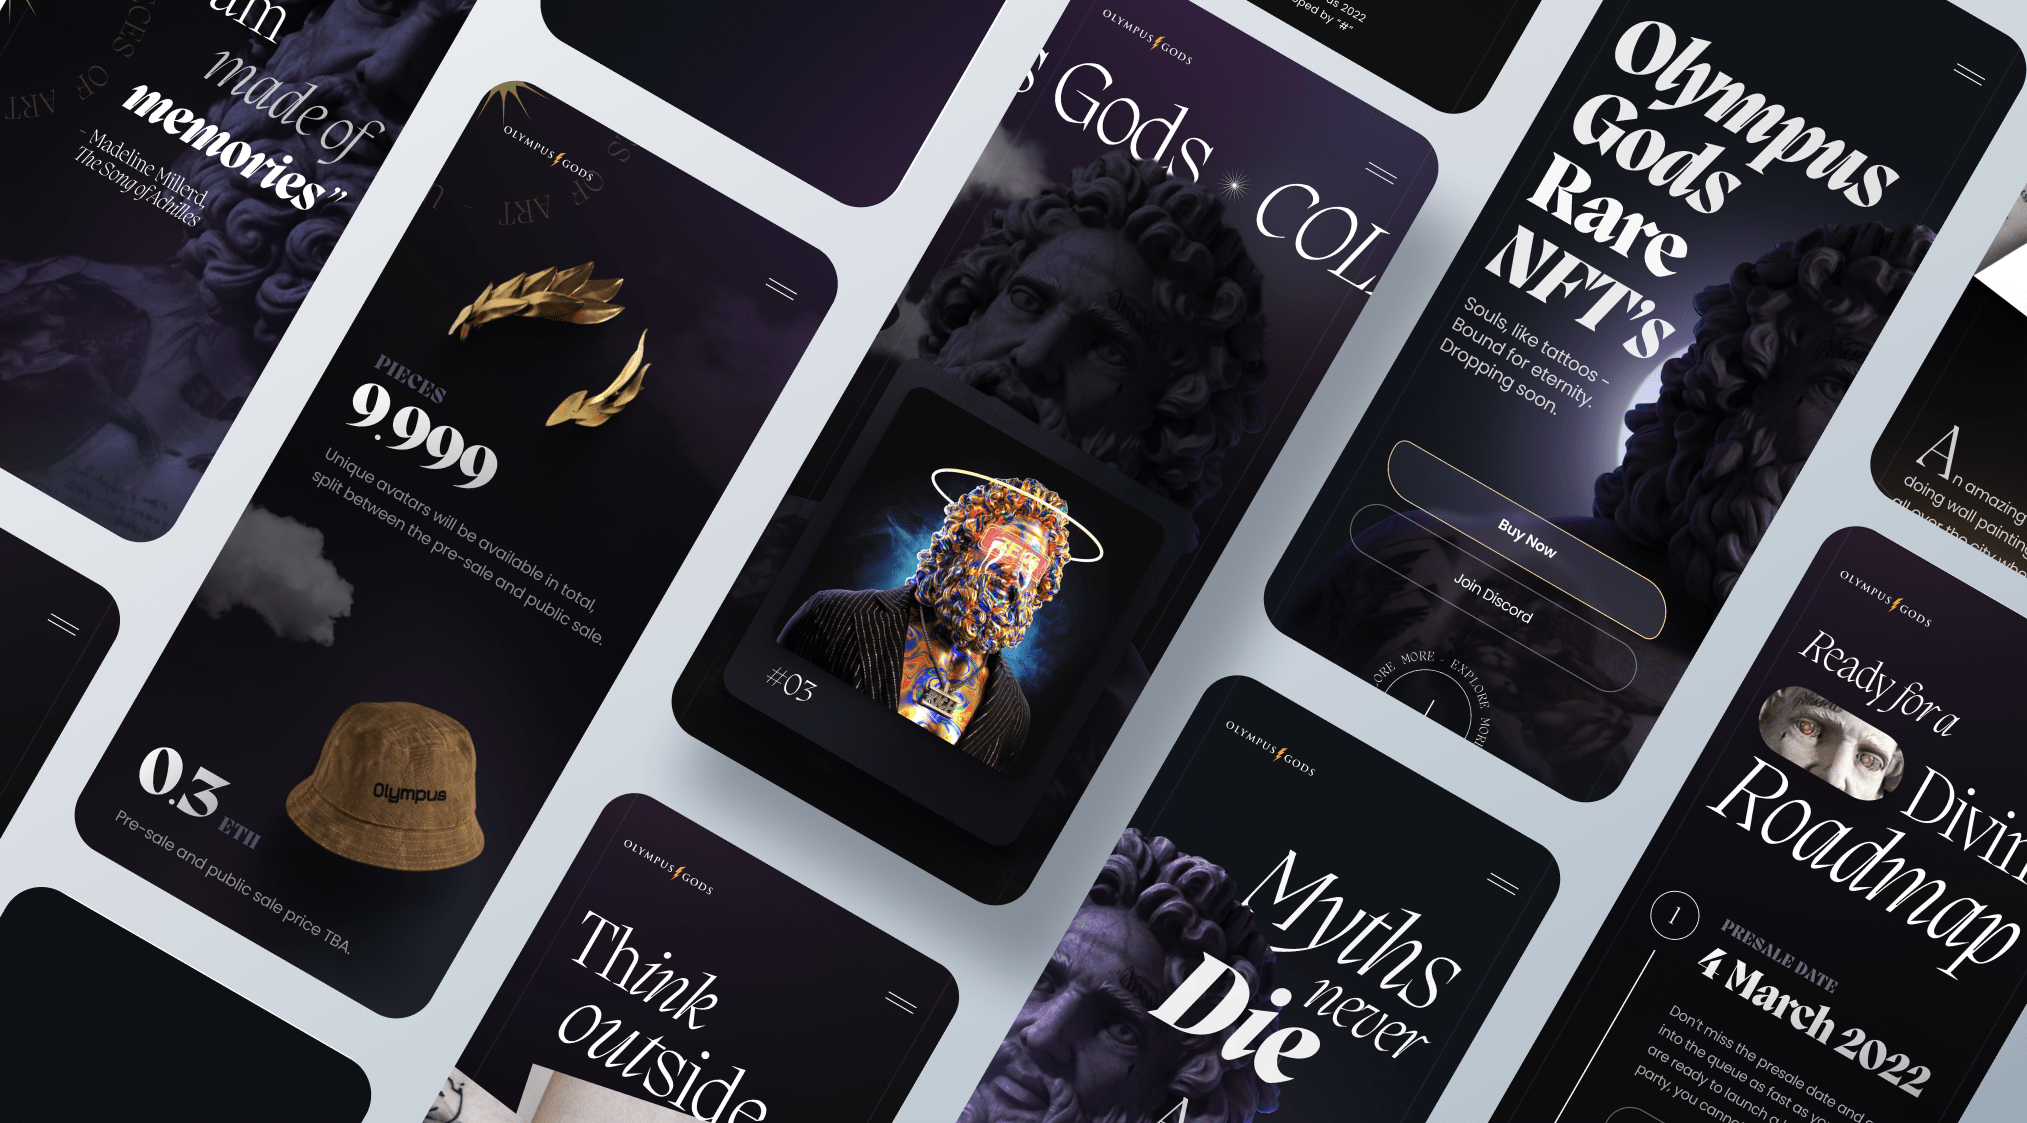 am
made of
memories”
- Madeline Millerd,
The Song of Achilles
CES OF ART
OLYMPUS GODS
OF ART - U
PIECES
9.999
Unique avatars will be available in total,
split between the pre-sale and public sale.
Olympus
0.3 ETH
Pre-sale and public sale price TBA.
OLYMPUS GODS
Think
outside
OLYMPUS GODS
s Gods COL
#03
RICH
s 2022
pped by “#”
Olympus
Gods
Rare
NFT’s
Souls, like tattoos –
Bound for eternity.
Dropping soon.
Buy Now
Join Discord
ORE MORE - EXPLORE MORE
OLYMPUS GODS
Myths
never
Die
A
An amazing
doing wall painting
all over the city who
OLYMPUS GODS
Ready for a
Divin
Roadmap
1
PRESALE DATE
4 March 2022
Don’t miss the presale date and
into the queue as fast as yo
are ready to launch a
party, you canno